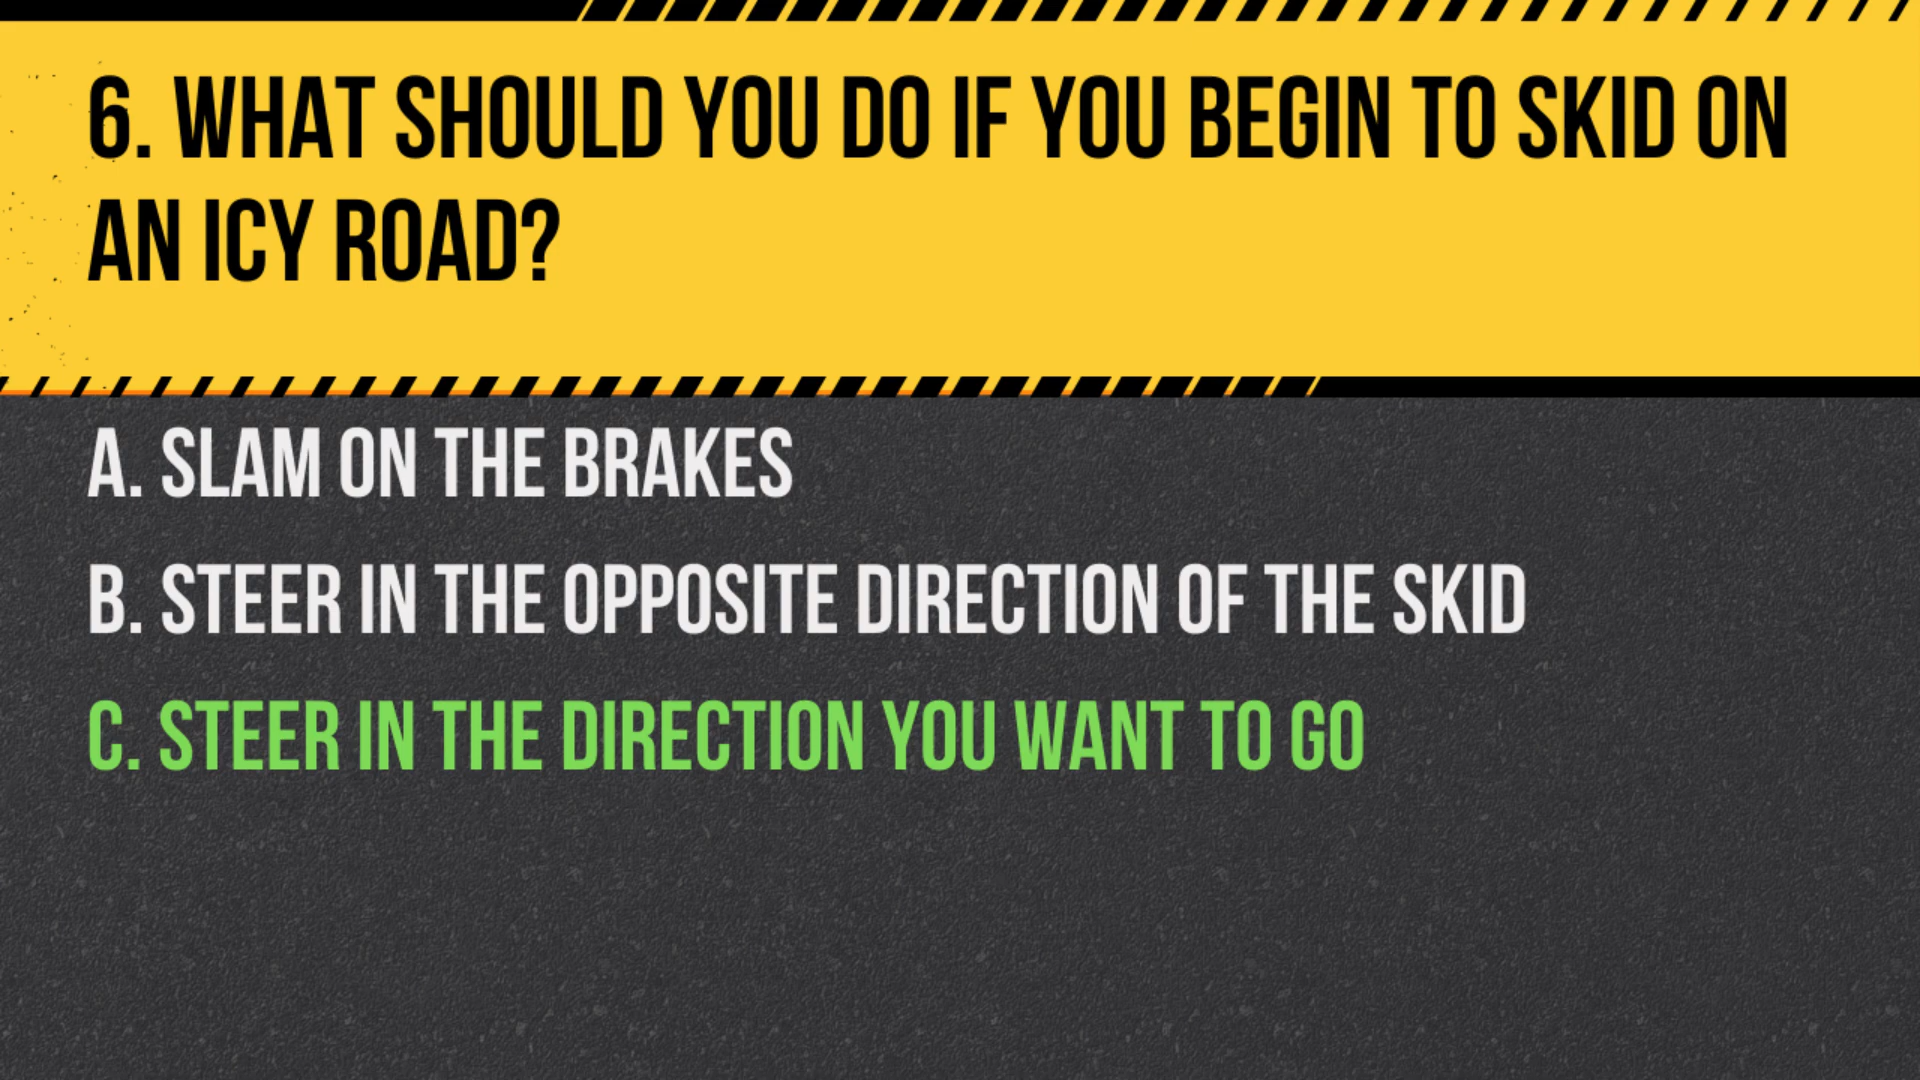 6. WHAT SHOULD YOU DO IF YOU BEGIN TO SKID ON
AN ICY ROAD?
A. SLAM ON THE BRAKES
B. STEER IN THE OPPOSITE DIRECTION OF THE SKID
C. STEER IN THE DIRECTION YOU WANT TO GO